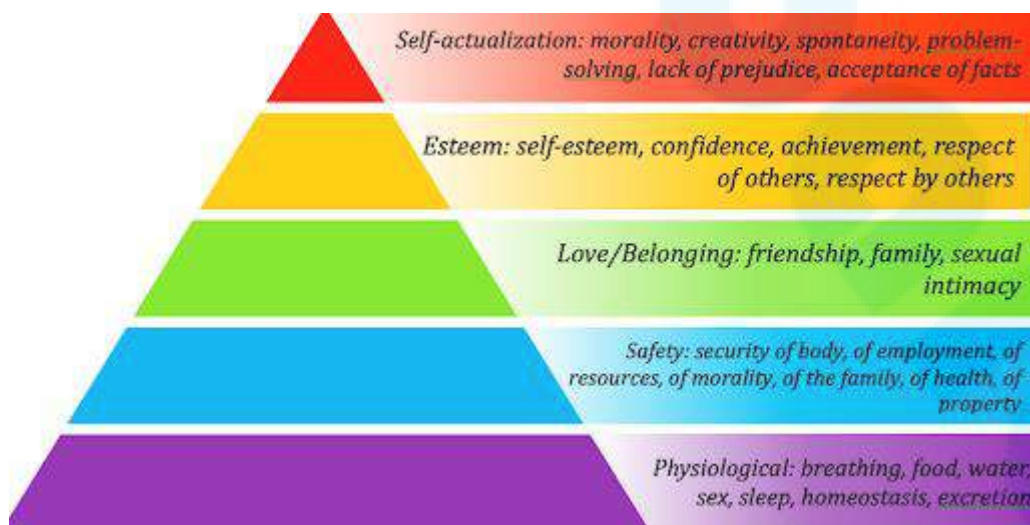 Self-actualization: morality, creativity, spontaneity, problem-
solving, lack of prejudice, acceptance of facts
Esteem: self-esteem, confidence, achievement, respect
of others, respect by others
Love/Belonging: friendship, family, sexual
intimacy
Safety: security of body, of employment, of
resources, of morality, of the family, of health, of
property
Physiological: breathing, food, water,
sex, sleep, homeostasis, excretion